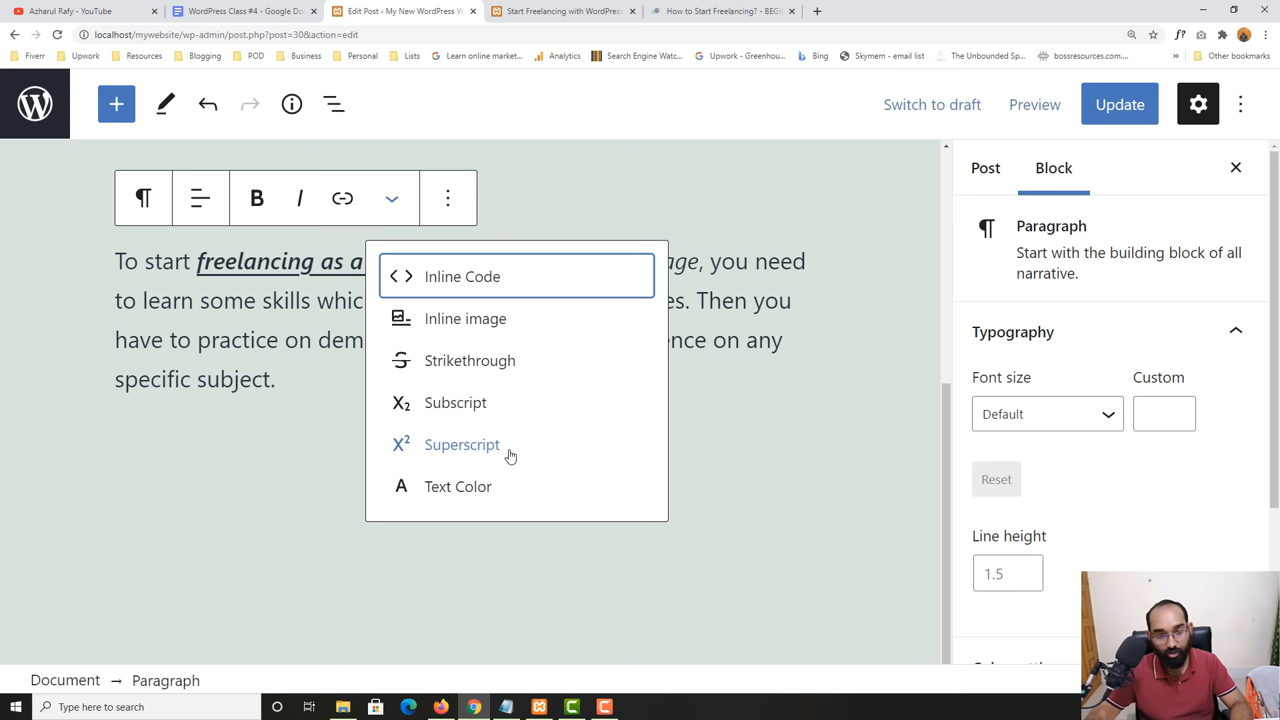 Azharul Rafy - YouTube
WordPress Class #4 - Google Do
Edit Post ‹ My New WordPress W
Start Freelancing with WordPress
How to Start Freelancing? - BEGI
localhost/mywebsite/wp-admin/post.php?post=30&action=edit
Fiverr
Upwork
Resources
Blogging
POD
Business
Personal
Lists
Learn online market...
Analytics
Search Engine Watc...
Upwork - Greenhou...
Bing
Skymem - email list
The Unbounded Sp...
bossresources.com...
»
Other bookmarks
Switch to draft
Preview
Update
Post
Block
B I
Paragraph
Start with the building block of all
narrative.
To start freelancing as a
age, you need
to learn some skills whic
es. Then you
have to practice on dem
ence on any
specific subject.
Inline Code
Inline image
Strikethrough
X₂ Subscript
X² Superscript
A Text Color
Typography
Font size
Custom
Default
Reset
Line height
1.5
Document → Paragraph
Type here to search